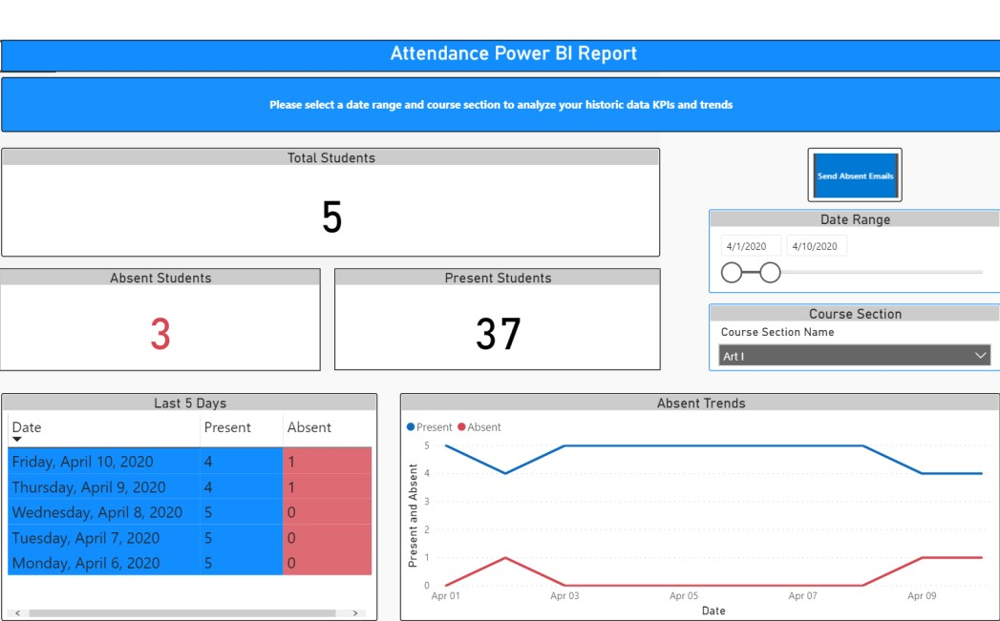 Attendance Power BI Report
Please select a date range and course section to analyze your historic data KPIs and trends
Total Students
5
Send Absent Emails
Date Range
4/1/2020 4/10/2020
Absent Students
3
Present Students
37
Course Section
Course Section Name
Art I
Last 5 Days
Date Present Absent
Friday, April 10, 2020 4 1
Thursday, April 9, 2020 4 1
Wednesday, April 8, 2020 5 0
Tuesday, April 7, 2020 5 0
Monday, April 6, 2020 5 0
Absent Trends
Present Absent
Present and Absent
5
4
3
2
1
0
Apr 01 Apr 03 Apr 05 Apr 07 Apr 09
Date